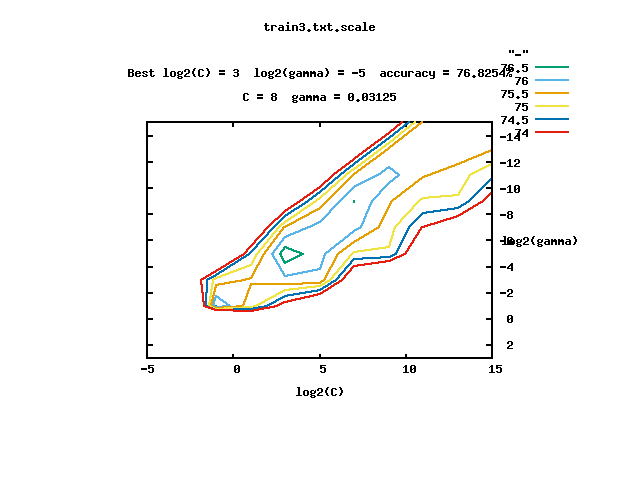 train3.txt.scale
"-"
Best log2(C) = 3 log2(gamma) = -5 accuracy = 76.8254%
76.5
76
C = 8 gamma = 0.03125
75.5
75
74.5
74
-14
-12
-10
-8
-6
log2(gamma)
-4
-2
0
2
-5 0 5 10 15
log2(C)